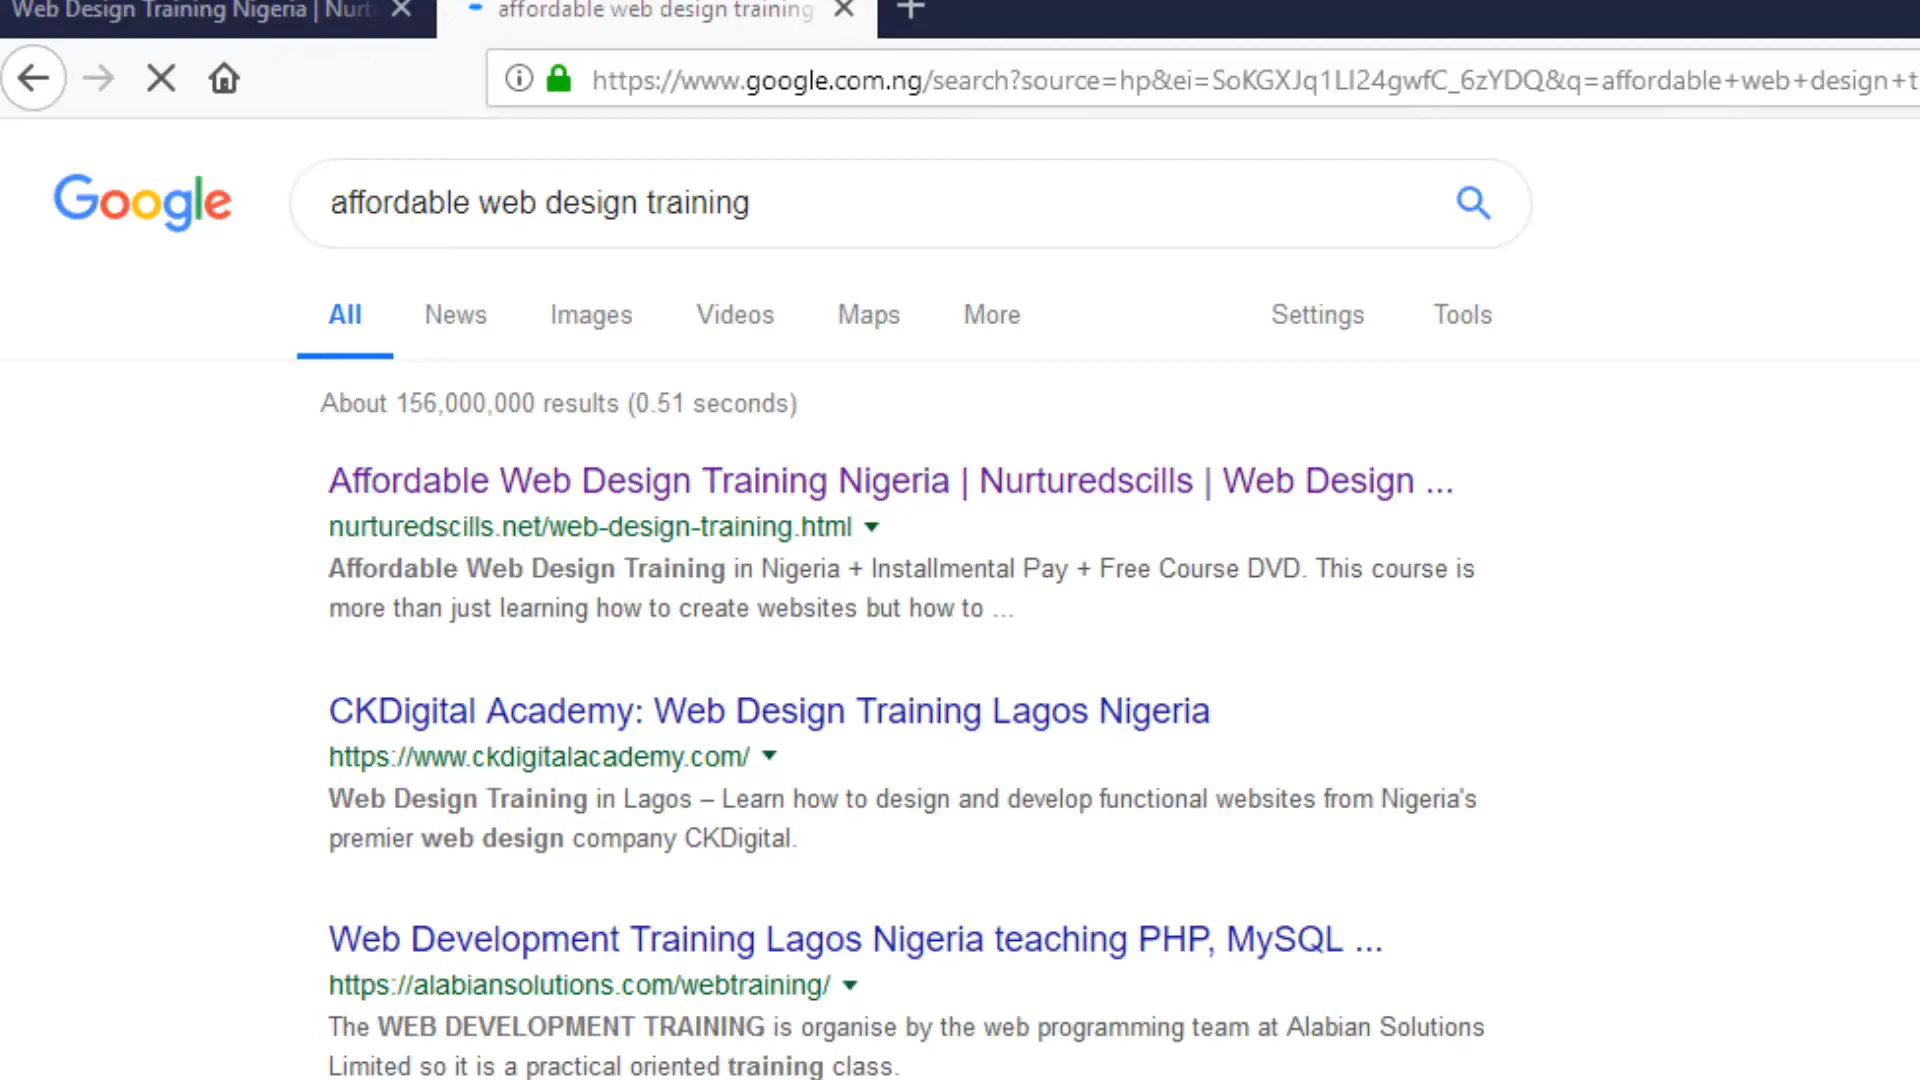 Web Design Training Nigeria | Nurt
affordable web design training
https://www.google.com.ng/search?source=hp&ei=SoKGXJq1LI24gwfC_6zYDQ&q=affordable+web+design+t
Google
affordable web design training
All News Images Videos Maps More Settings Tools
About 156,000,000 results (0.51 seconds)
Affordable Web Design Training Nigeria | Nurturedscills | Web Design ...
nurturedscills.net/web-design-training.html
Affordable Web Design Training in Nigeria + Installmental Pay + Free Course DVD. This course is
more than just learning how to create websites but how to ...
CKDigital Academy: Web Design Training Lagos Nigeria
https://www.ckdigitalacademy.com/
Web Design Training in Lagos – Learn how to design and develop functional websites from Nigeria's
premier web design company CKDigital.
Web Development Training Lagos Nigeria teaching PHP, MySQL ...
https://alabiansolutions.com/webtraining/
The WEB DEVELOPMENT TRAINING is organise by the web programming team at Alabian Solutions
Limited so it is a practical oriented training class.